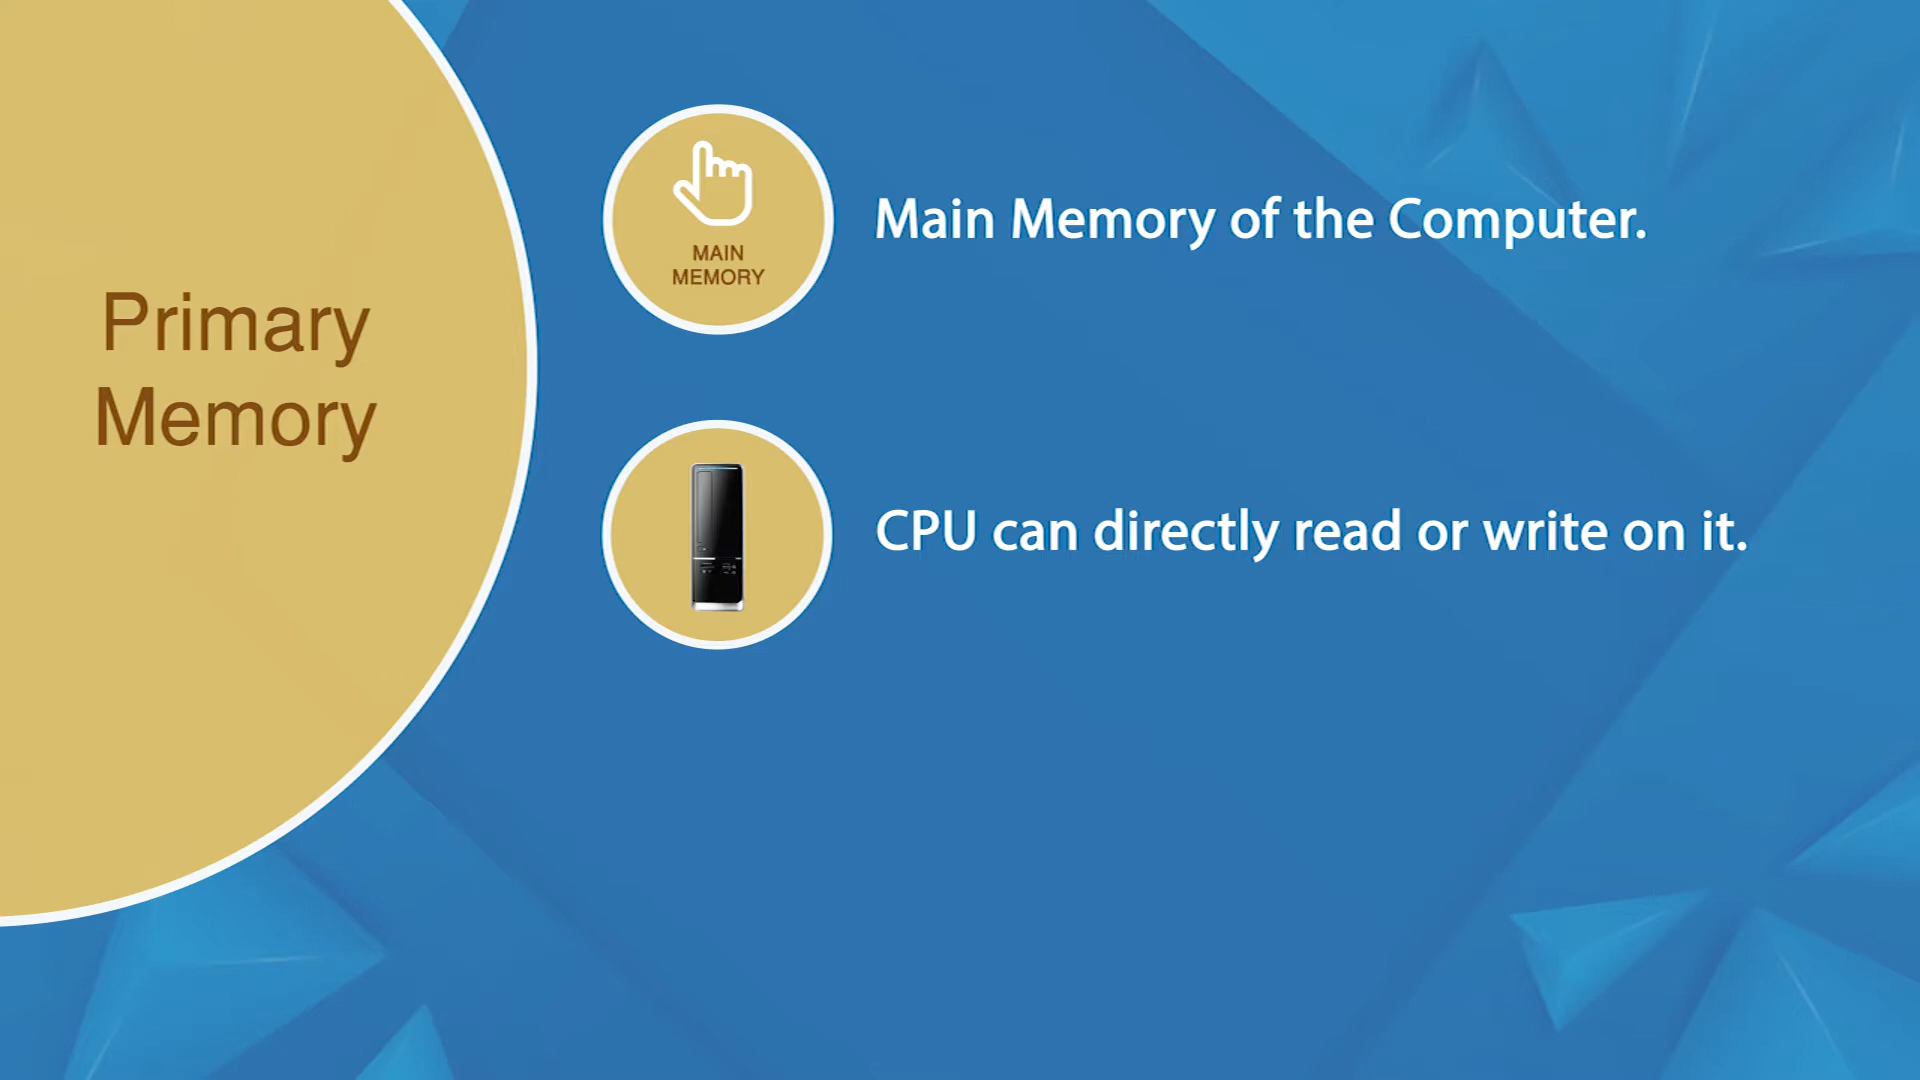 Primary
Memory
MAIN
MEMORY
Main Memory of the Computer.
CPU can directly read or write on it.